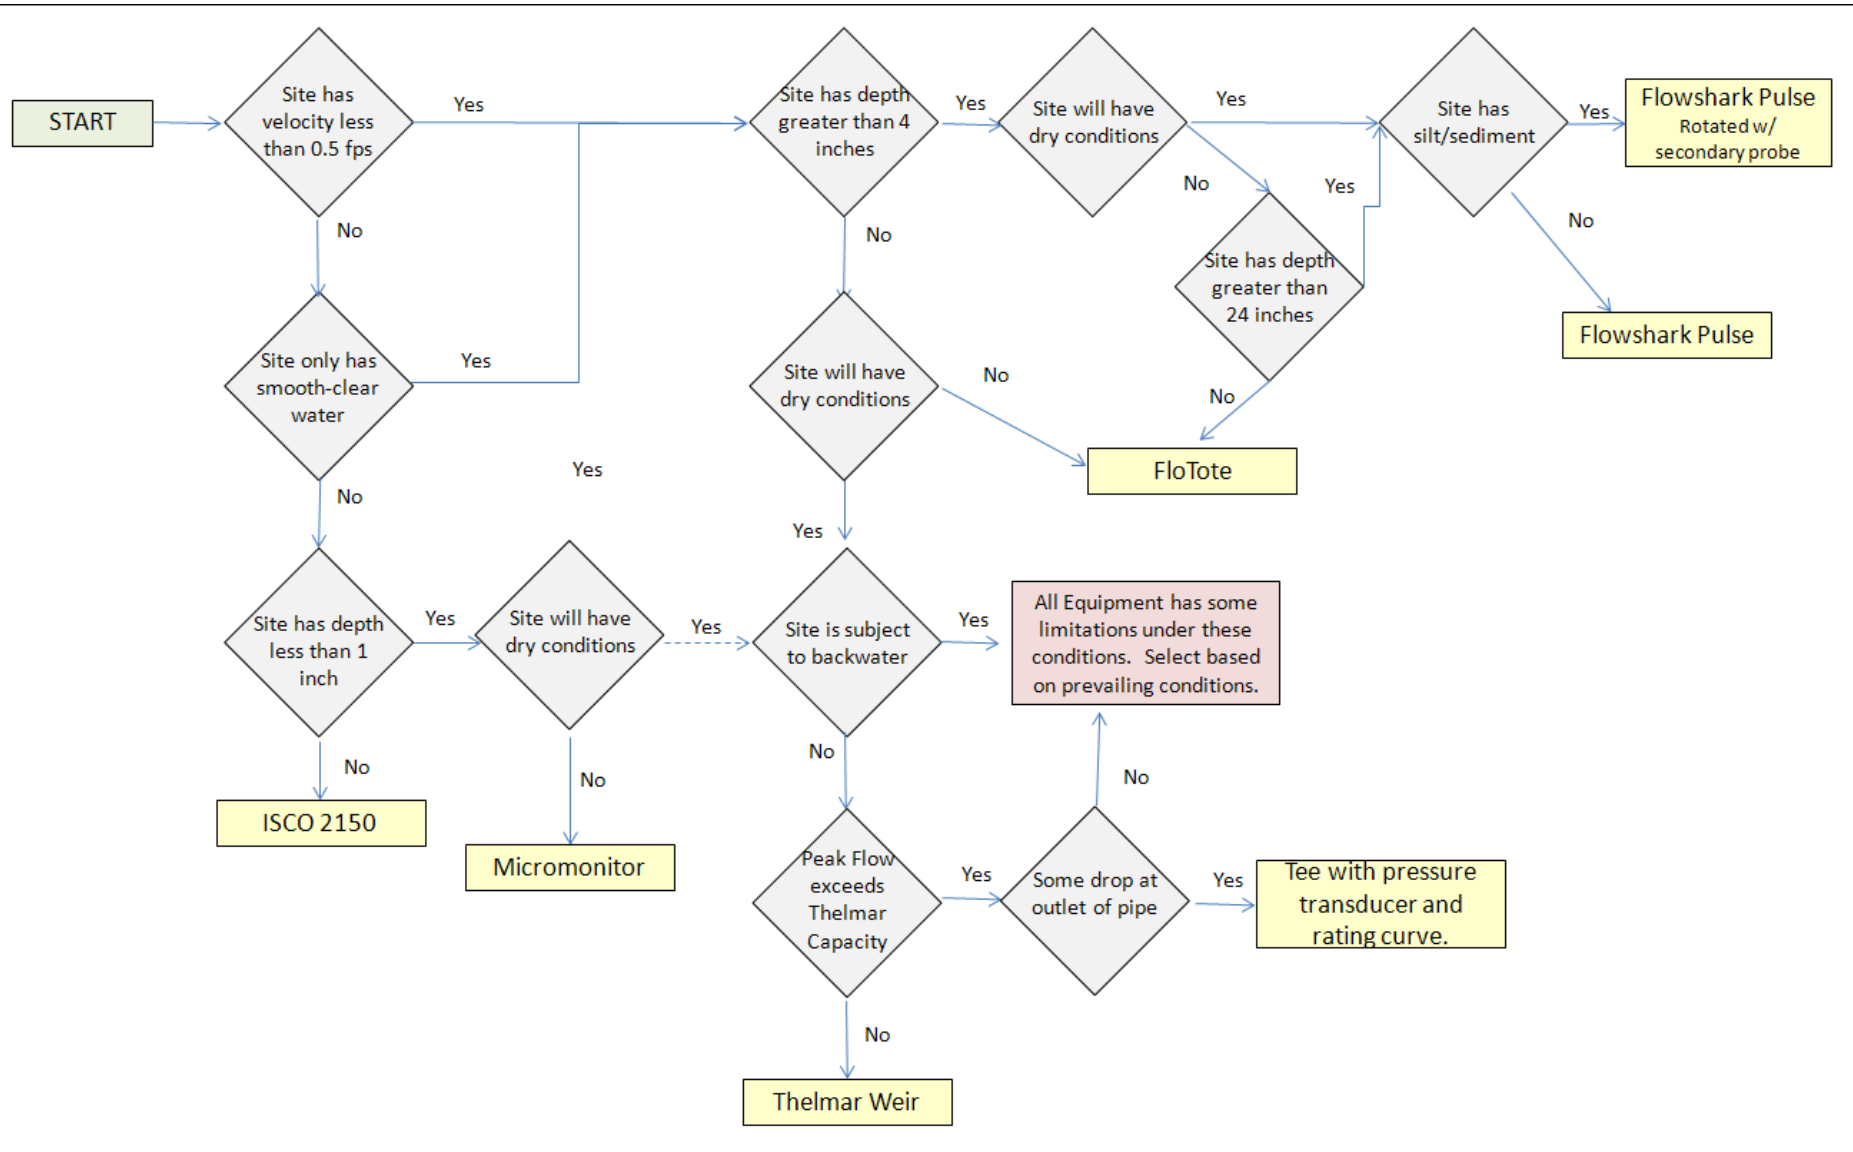 START
Site has
velocity less
than 0.5 fps
Yes
Site has depth
greater than 4
inches
Yes
Site will have
dry conditions
Yes
Site has
silt/sediment
Yes
Flowshark Pulse
Rotated w/
secondary probe
No
No
No
Yes
No
Site has depth
greater than
24 inches
Flowshark Pulse
Site only has
smooth-clear
water
Yes
Site will have
dry conditions
No
No
FloTote
Yes
No
Yes
Site has depth
less than 1
inch
Yes
Site will have
dry conditions
Yes
Site is subject
to backwater
Yes
All Equipment has some
limitations under these
conditions.  Select based
on prevailing conditions.
No
No
No
No
ISCO 2150
Micromonitor
Peak Flow
exceeds
Thelmar
Capacity
Yes
Some drop at
outlet of pipe
Yes
Tee with pressure
transducer and
rating curve.
No
Thelmar Weir